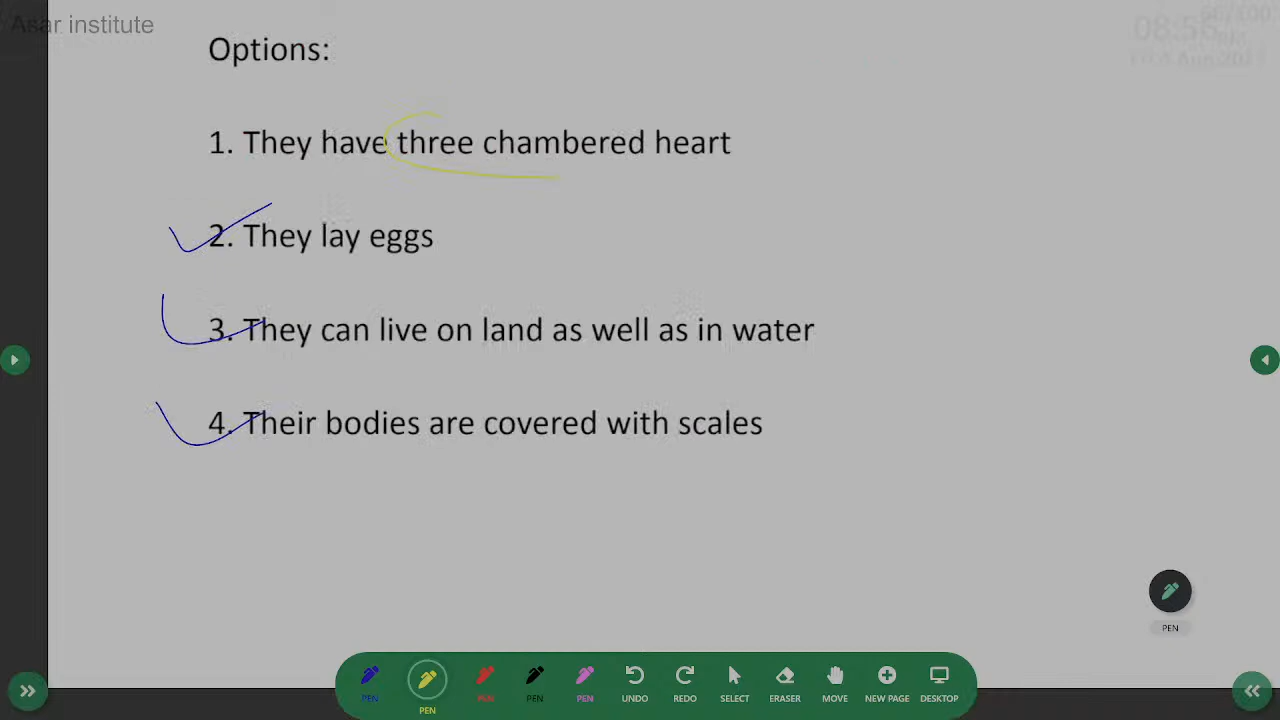 Asar institute
Options:
1. They have three chambered heart
2. They lay eggs
3. They can live on land as well as in water
4. Their bodies are covered with scales
PEN
PEN PEN PEN PEN PEN UNDO REDO SELECT ERASER MOVE NEW PAGE DESKTOP